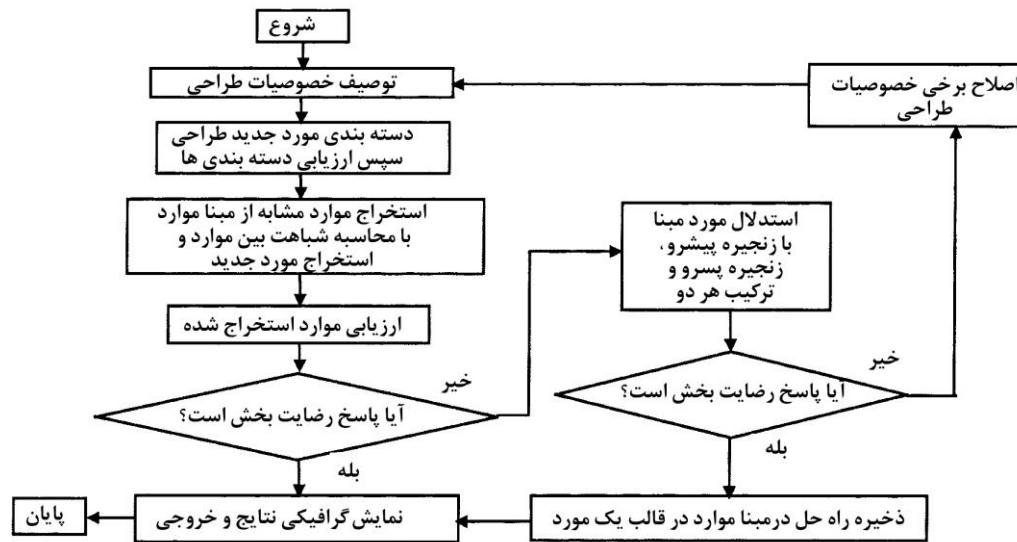 شروع
توصیف خصوصیات طراحی
اصلاح برخی خصوصیات
طراحی
دسته بندی مورد جدید طراحی
سپس ارزیابی دسته بندی ها
استخراج موارد مشابه از مبنا موارد
با محاسبه شباهت بین موارد و
استخراج مورد جدید
استدلال مورد مبنا
با زنجیره پیشرو،
زنجیره پسرو و
ترکیب هر دو
ارزیابی موارد استخراج شده
خیر
آیا پاسخ رضایت بخش است؟
بله
خیر
آیا پاسخ رضایت بخش است؟
بله
ذخیره راه حل درمبنا موارد در قالب یک مورد
نمایش گرافیکی نتایج و خروجی
پایان